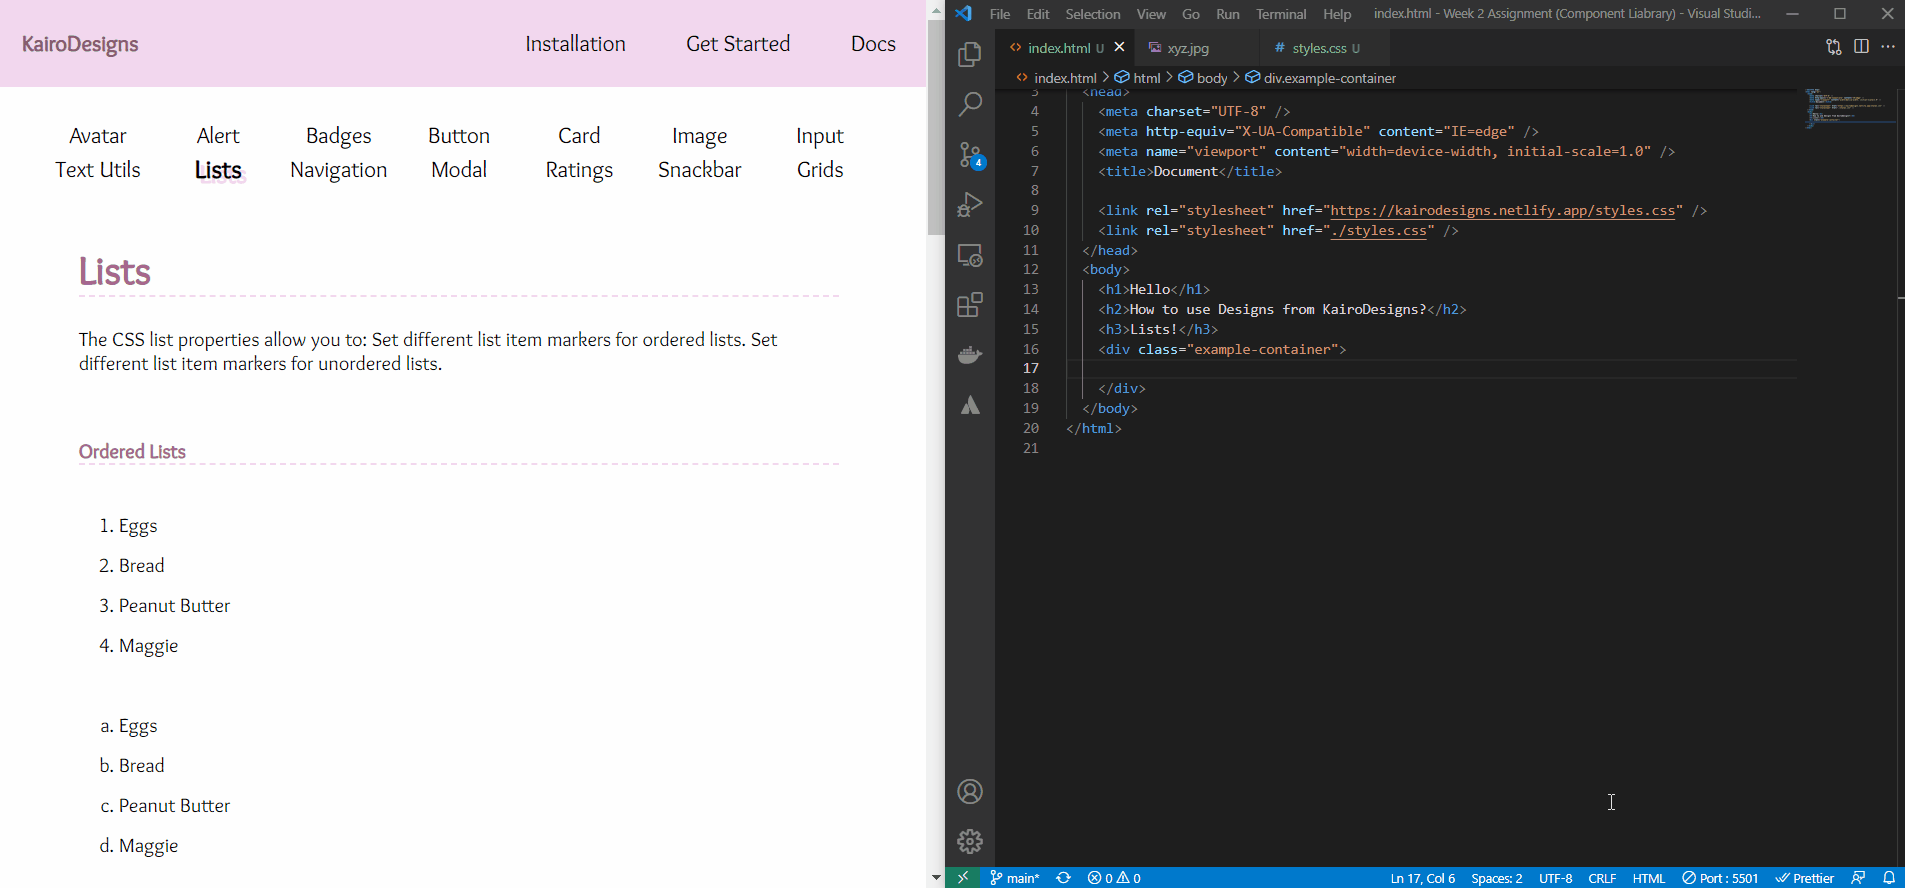 KairoDesigns
Installation
Get Started
Docs
Avatar
Alert
Badges
Button
Card
Image
Input
Text Utils
Lists
Navigation
Modal
Ratings
Snackbar
Grids
Lists
The CSS list properties allow you to: Set different list item markers for ordered lists. Set
different list item markers for unordered lists.
Ordered Lists
1. Eggs
2. Bread
3. Peanut Butter
4. Maggie
a. Eggs
b. Bread
c. Peanut Butter
d. Maggie
File Edit Selection View Go Run Terminal Help
index.html - Week 2 Assignment (Component Liabrary) - Visual Studi...
index.html U
xyz.jpg
# styles.css U
index.html > html > body > div.example-container
4
3 <head>
4 <meta charset="UTF-8" />
5 <meta http-equiv="X-UA-Compatible" content="IE=edge" />
6 <meta name="viewport" content="width=device-width, initial-scale=1.0" />
7 <title>Document</title>
8
9 <link rel="stylesheet" href="https://kairodesigns.netlify.app/styles.css" />
10 <link rel="stylesheet" href="./styles.css" />
11 </head>
12 <body>
13 <h1>Hello</h1>
14 <h2>How to use Designs from KairoDesigns?</h2>
15 <h3>Lists!</h3>
16 <div class="example-container">
17
18 </div>
19 </body>
20 </html>
21
main*
0 0
Ln 17, Col 6
Spaces: 2
UTF-8
CRLF
HTML
Port : 5501
Prettier